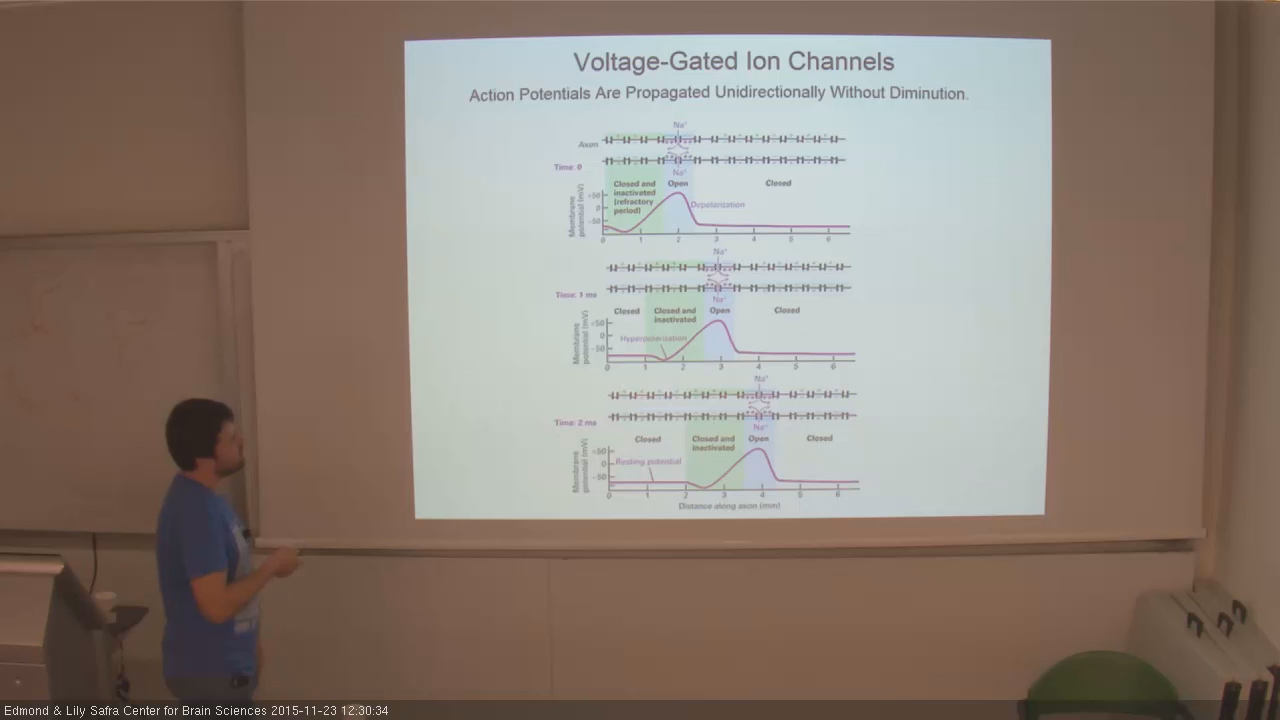 Voltage-Gated Ion Channels
Action Potentials Are Propagated Unidirectionally Without Diminution.
Na⁺
Axon
Time: 0
Na⁺
Closed and inactivated (refractory period)
Open
Closed
Membrane potential (mV)
+50
0
-50
Depolarization
0 1 2 3 4 5 6
Na⁺
Time: 1 ms
Na⁺
Closed
Closed and inactivated
Open
Closed
Membrane potential (mV)
+50
0
-50
Hyperpolarization
0 1 2 3 4 5 6
Na⁺
Time: 2 ms
Na⁺
Closed
Closed and inactivated
Open
Closed
Membrane potential (mV)
+50
0
-50
Resting potential
0 1 2 3 4 5 6
Distance along axon (mm)
Edmond & Lily Safra Center for Brain Sciences 2015-11-23 12:30:34